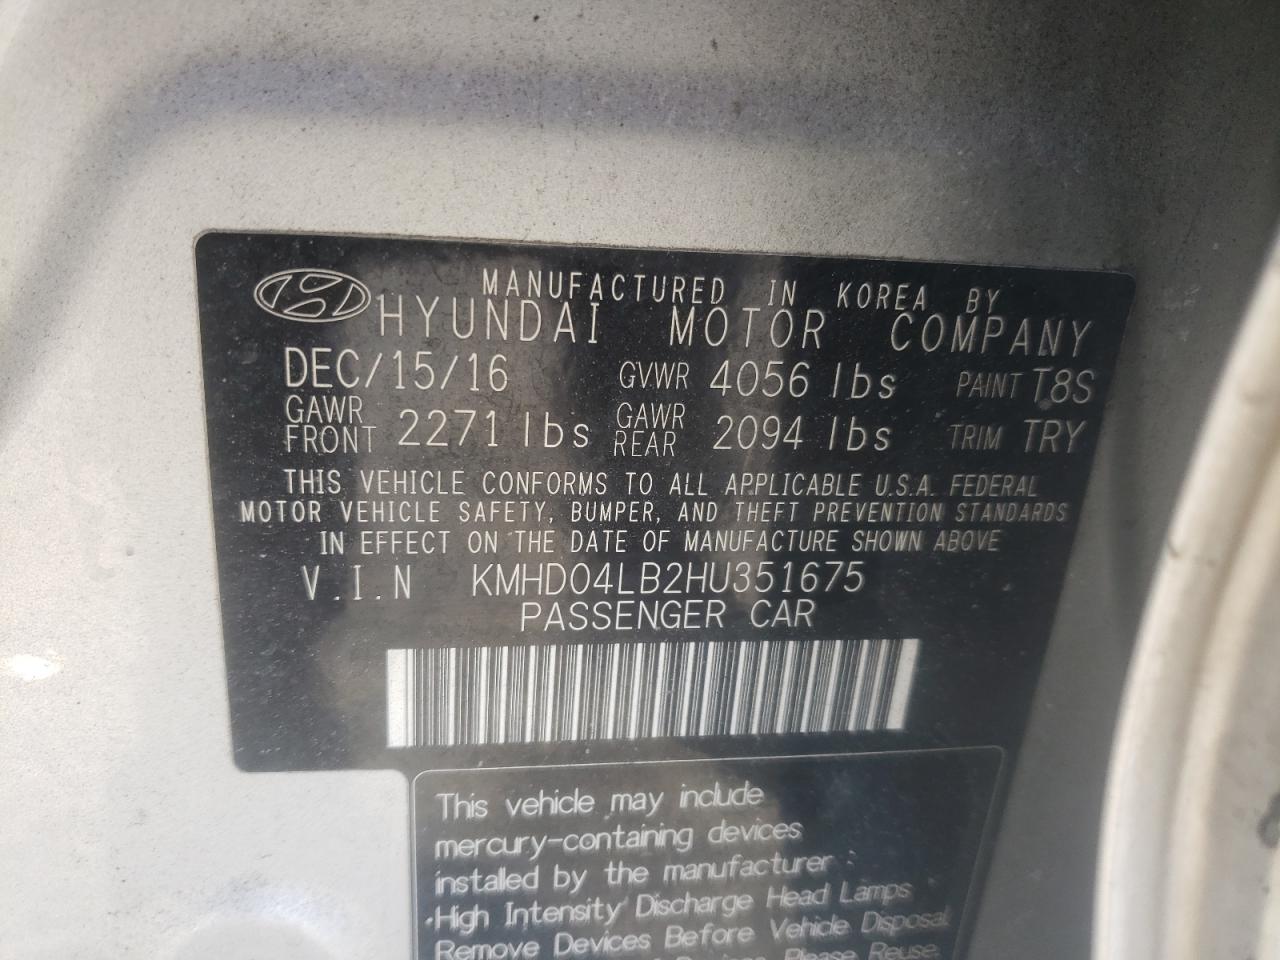 MANUFACTURED IN KOREA BY
HYUNDAI MOTOR COMPANY
DEC/15/16 GVWR 4056 lbs PAINT T8S
GAWR FRONT 2271 lbs GAWR REAR 2094 lbs TRIM TRY
THIS VEHICLE CONFORMS TO ALL APPLICABLE U.S.A. FEDERAL
MOTOR VEHICLE SAFETY, BUMPER, AND THEFT PREVENTION STANDARDS
IN EFFECT ON THE DATE OF MANUFACTURE SHOWN ABOVE
V.I.N KMHD04LB2HU351675
PASSENGER CAR
This vehicle may include
mercury-containing devices
installed by the manufacturer :
·High Intensity Discharge Head Lamps
Remove Devices Before Vehicle Disposal
Please Reuse,